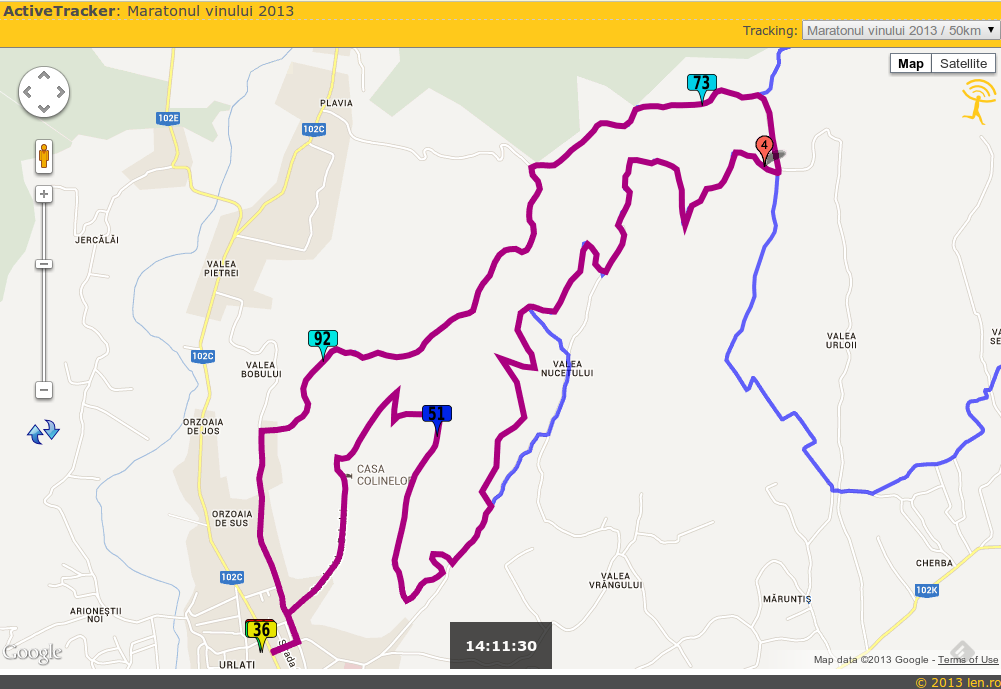 ActiveTracker: Maratonul vinului 2013
Tracking: Maratonul vinului 2013 / 50km
Map Satellite
73
PLAVIA
102E
102C
4
JERCĂLĂI
VALEA
PIETREI
92
VALEA
URLOII
102C
VALEA
BOBULUI
VALEA
NUCETULUI
51
ORZOAIA
DE JOS
CASA
COLINELOR
ORZOAIA
DE SUS
CHERBA
102C
VALEA
VRÂNGULUI
102K
MĂRUNȚIȘ
ARIONEȘTII
NOI
36
14:11:30
Strada
Google
URLATI
Map data ©2013 Google - Terms of Use
© 2013 len.ro